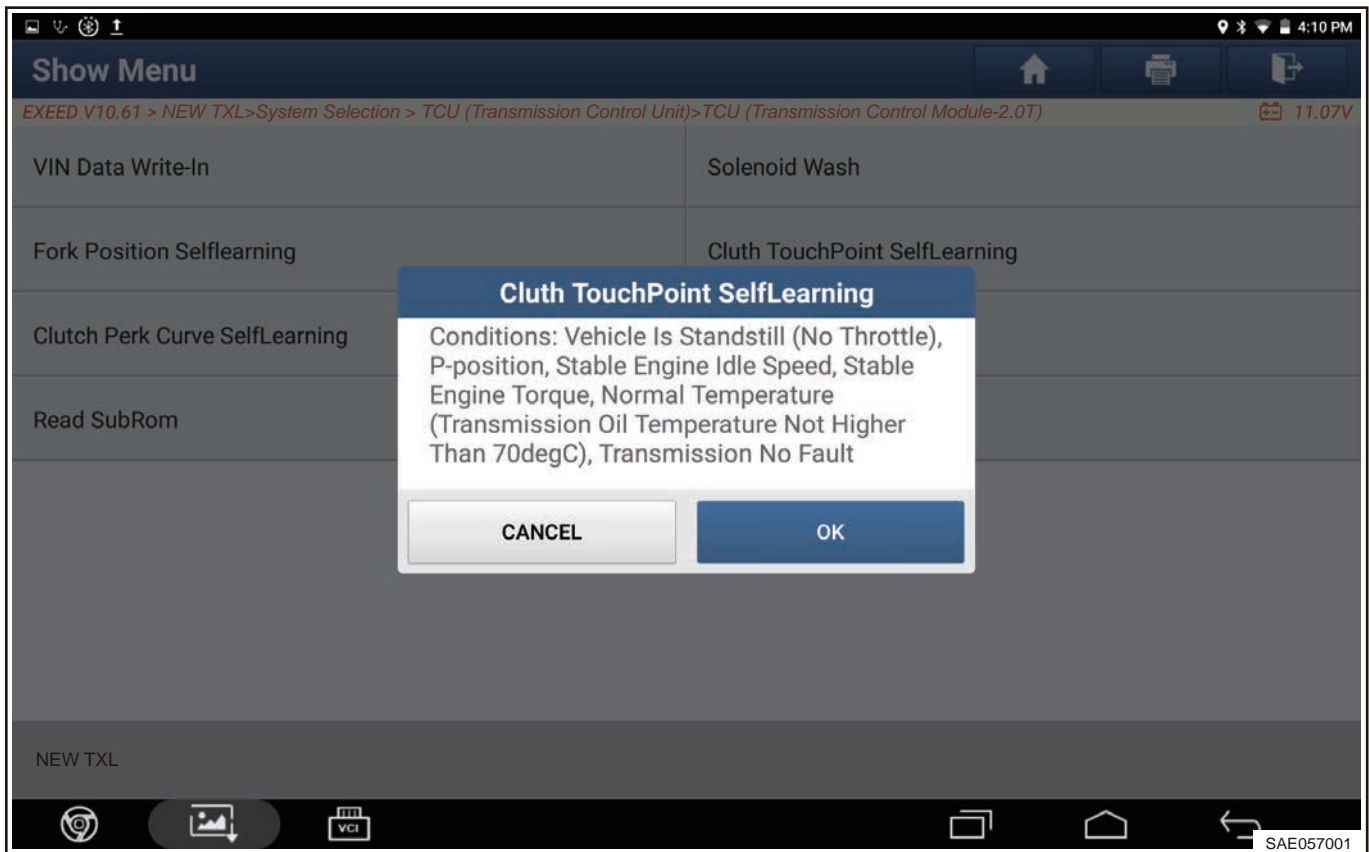 4:10 PM
Show Menu
EXEED V10.61 > NEW TXL>System Selection > TCU (Transmission Control Unit)>TCU (Transmission Control Module-2.0T)
11.07V
VIN Data Write-In
Solenoid Wash
Fork Position Selflearning
Cluth TouchPoint SelfLearning
Clutch Perk Curve SelfLearning
Read SubRom
Cluth TouchPoint SelfLearning
Conditions: Vehicle Is Standstill (No Throttle),
P-position, Stable Engine Idle Speed, Stable
Engine Torque, Normal Temperature
(Transmission Oil Temperature Not Higher
Than 70degC), Transmission No Fault
CANCEL
OK
NEW TXL
VCI
SAE057001